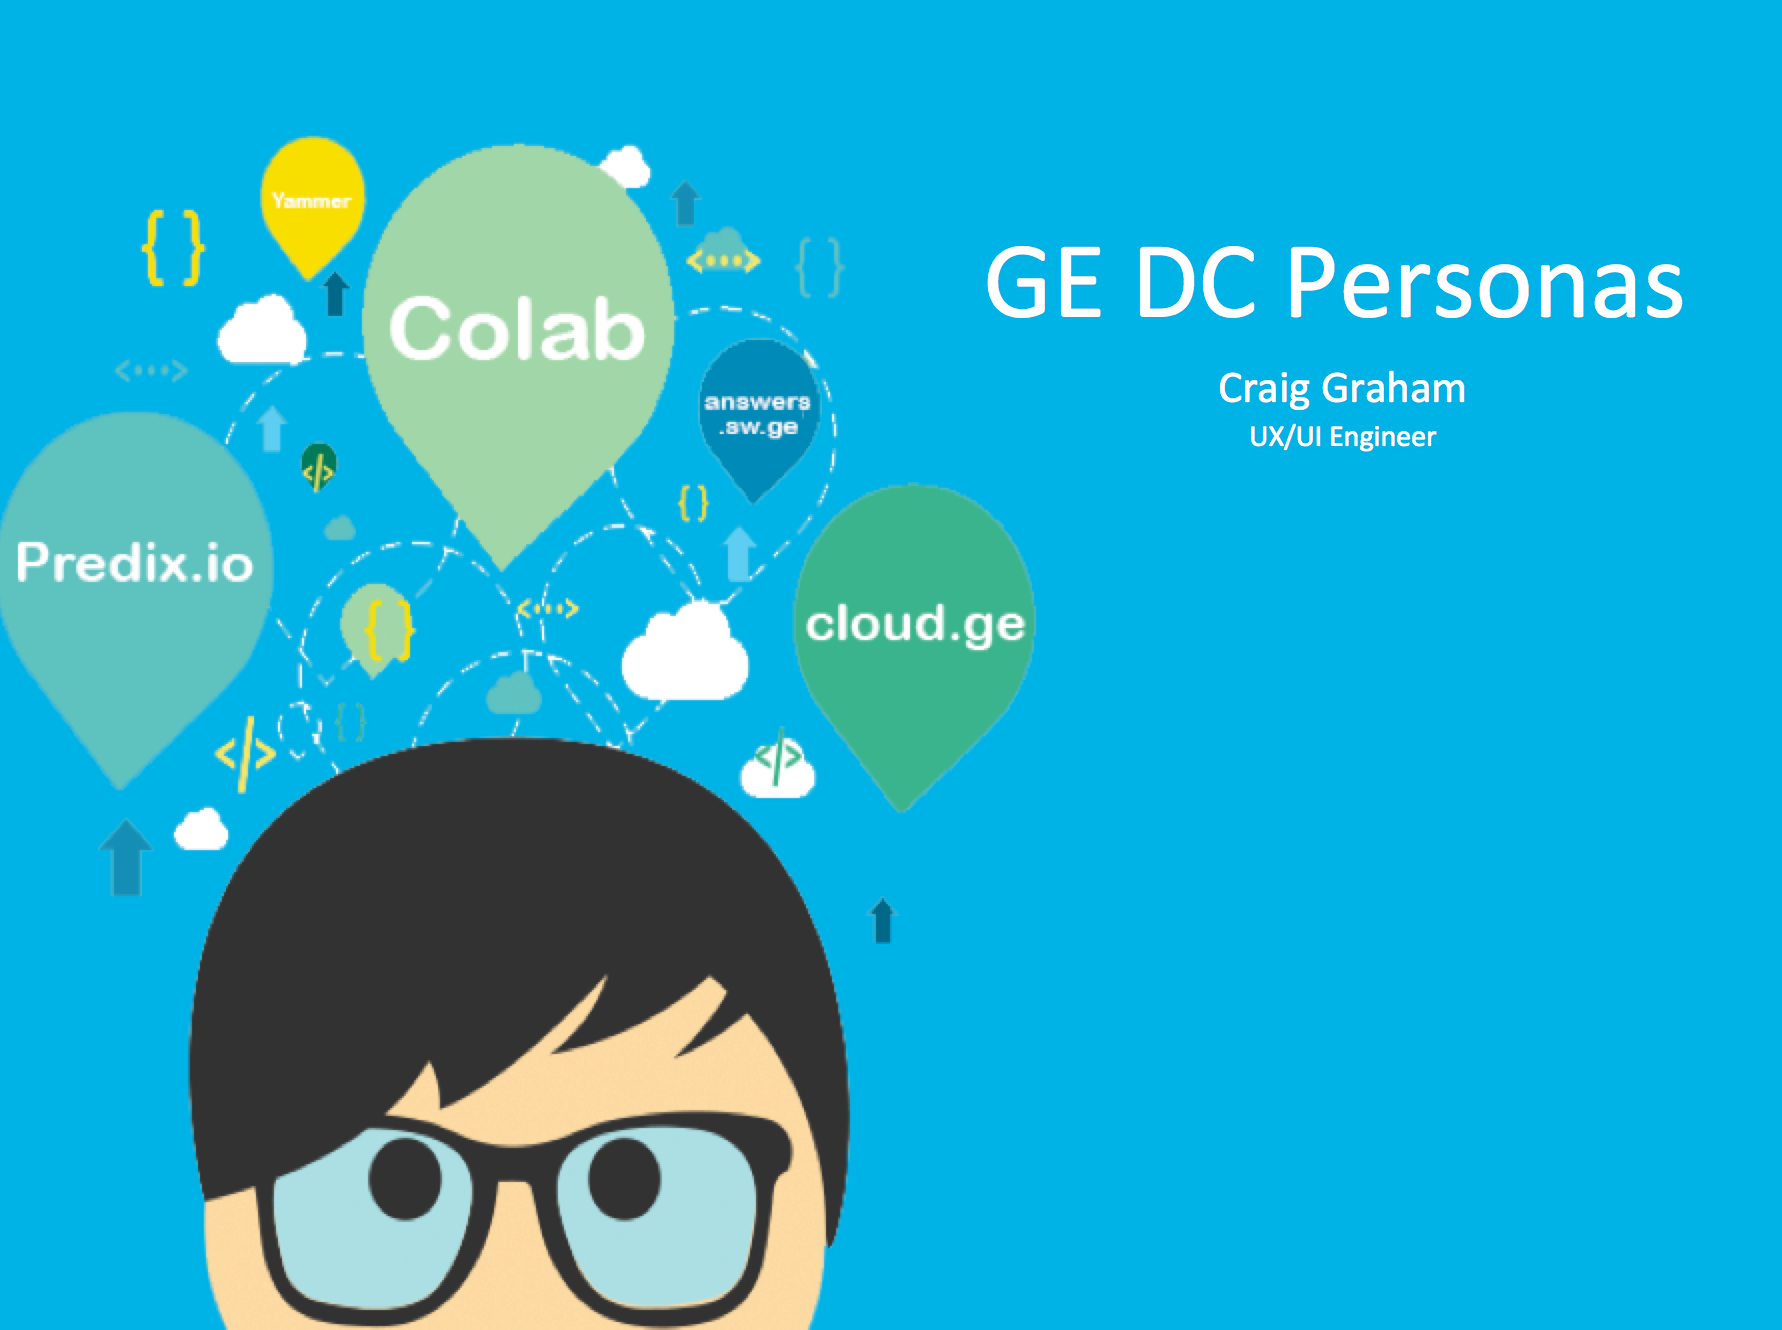 GE DC Personas
Craig Graham
UX/UI Engineer
Yammer
Colab
answers
.sw.ge
Predix.io
cloud.ge
{ }
<···>
{ }
<···>
</>
{ }
{ }
<···>
{ }
</>
</>